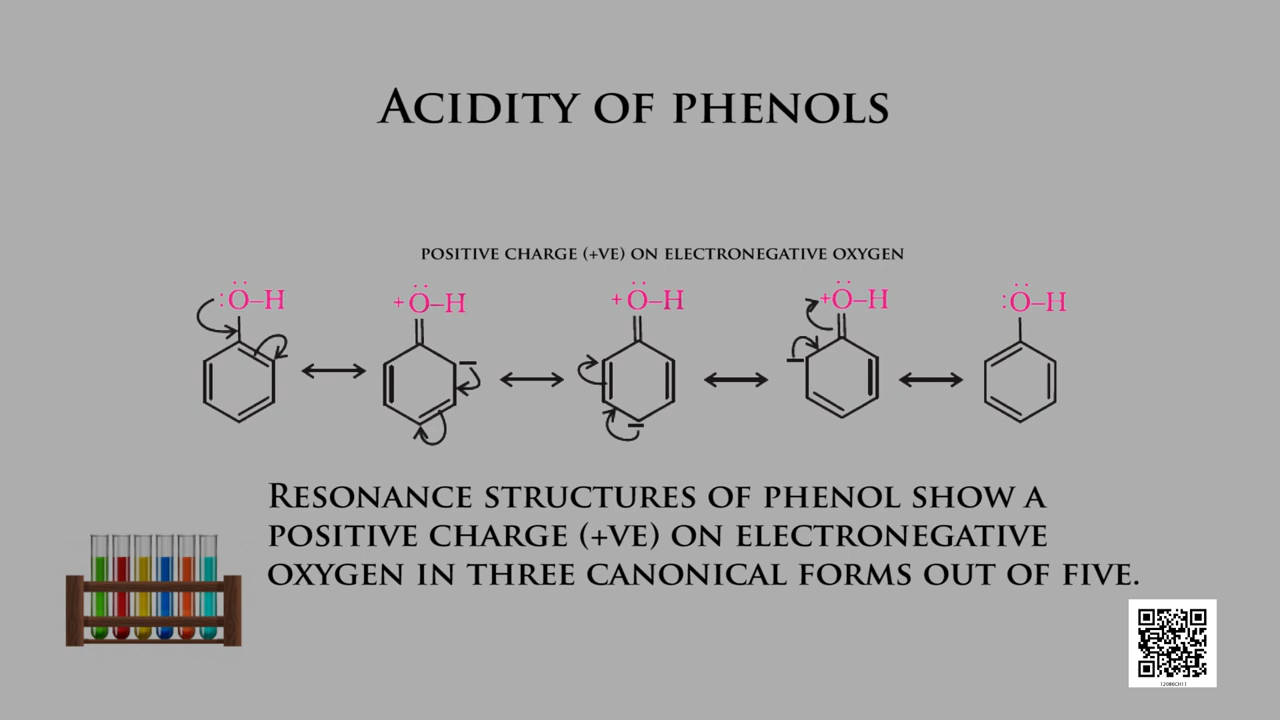 Acidity of phenols
positive charge (+ve) on electronegative oxygen
:Ö–H +Ö–H +Ö–H +Ö–H :Ö–H
Resonance structures of phenol show a
positive charge (+ve) on electronegative
oxygen in three canonical forms out of five.